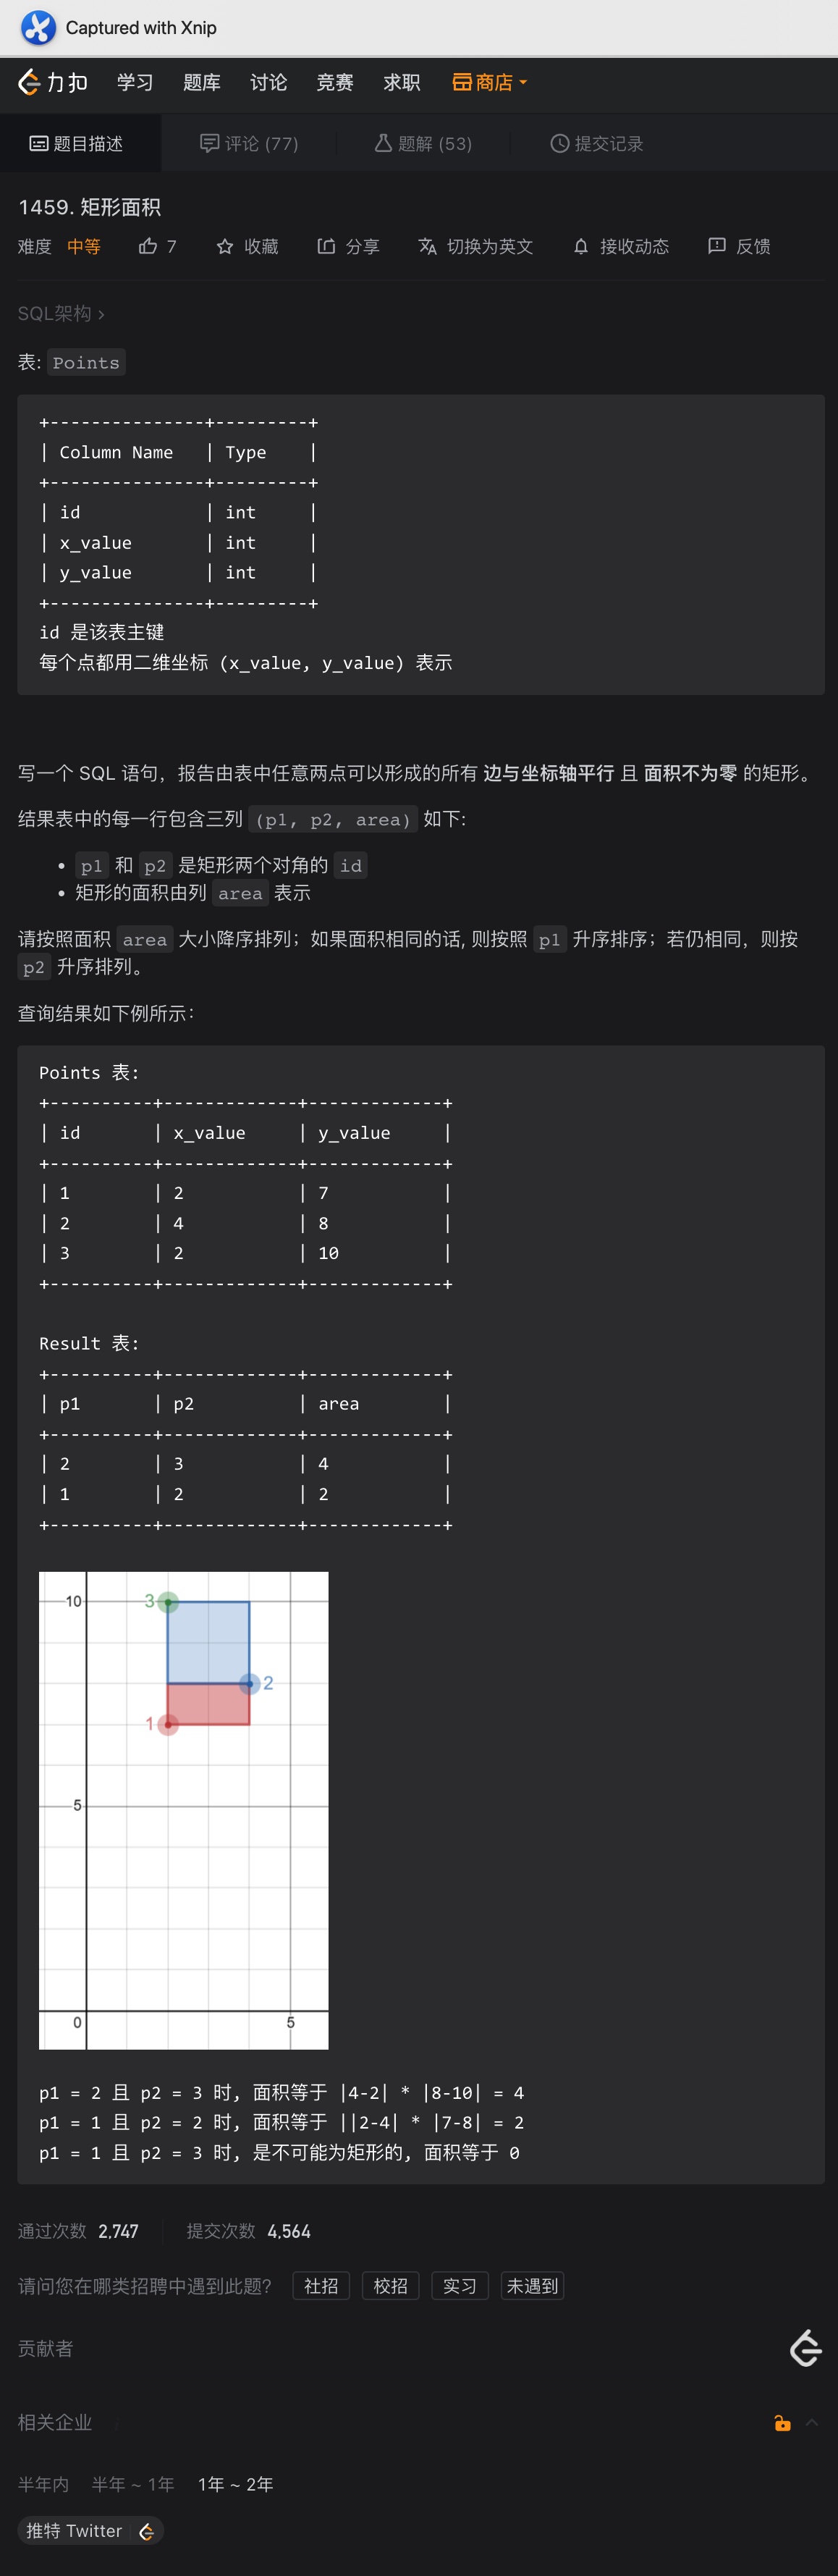 Captured with Xnip
力扣 学习 题库 讨论 竞赛 求职 商店
题目描述 评论 (77) 题解 (53) 提交记录
1459. 矩形面积
难度 中等 7 收藏 分享 切换为英文 接收动态 反馈
SQL架构 ›
表: Points
+---------------+---------+
| Column Name   | Type    |
+---------------+---------+
| id            | int     |
| x_value       | int     |
| y_value       | int     |
+---------------+---------+
id 是该表主键
每个点都用二维坐标 (x_value, y_value) 表示
写一个 SQL 语句，报告由表中任意两点可以形成的所有 边与坐标轴平行 且 面积不为零 的矩形。
结果表中的每一行包含三列 (p1, p2, area) 如下:
• p1 和 p2 是矩形两个对角的 id
• 矩形的面积由列 area 表示
请按照面积 area 大小降序排列；如果面积相同的话, 则按照 p1 升序排序；若仍相同，则按
p2 升序排列。
查询结果如下例所示：
Points 表:
+----------+-------------+-------------+
| id       | x_value     | y_value     |
+----------+-------------+-------------+
| 1        | 2           | 7           |
| 2        | 4           | 8           |
| 3        | 2           | 10          |
+----------+-------------+-------------+
Result 表:
+----------+-------------+-------------+
| p1       | p2          | area        |
+----------+-------------+-------------+
| 2        | 3           | 4           |
| 1        | 2           | 2           |
+----------+-------------+-------------+
10 3
2
1
5
0 5
p1 = 2 且 p2 = 3 时, 面积等于 |4-2| * |8-10| = 4
p1 = 1 且 p2 = 2 时, 面积等于 ||2-4| * |7-8| = 2
p1 = 1 且 p2 = 3 时, 是不可能为矩形的, 面积等于 0
通过次数 2,747 提交次数 4,564
请问您在哪类招聘中遇到此题? 社招 校招 实习 未遇到
贡献者
相关企业
半年内 半年 ~ 1年 1年 ~ 2年
推特 Twitter